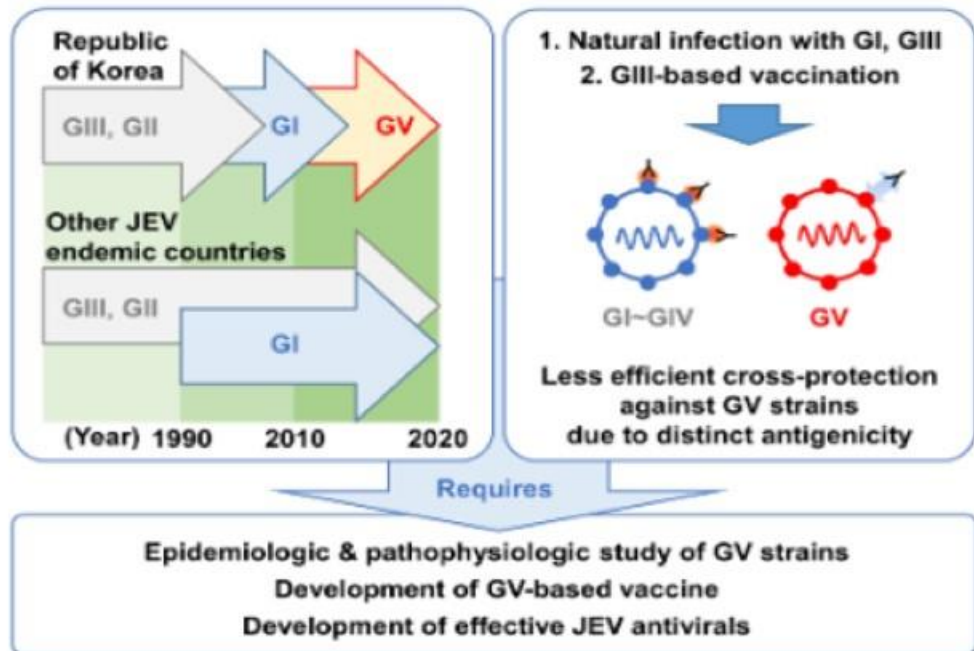 Republic
of Korea
GIII, GII
GI
GV
Other JEV
endemic countries
GIII, GII
GI
(Year) 1990 2010 2020
1. Natural infection with GI, GIII
2. GIII-based vaccination
GI~GIV
GV
Less efficient cross-protection
against GV strains
due to distinct antigenicity
Requires
Epidemiologic & pathophysiologic study of GV strains
Development of GV-based vaccine
Development of effective JEV antivirals